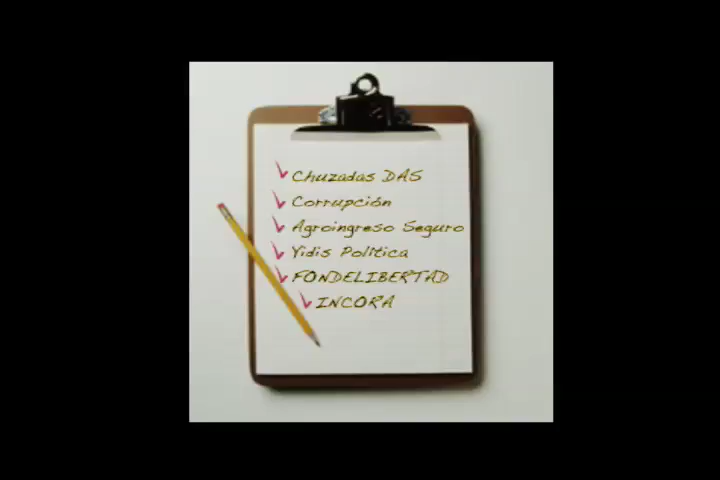 Chuzadas DAS
Corrupción
Agroingreso Seguro
Yidis Política
FONDELIBERTAD
INCORA